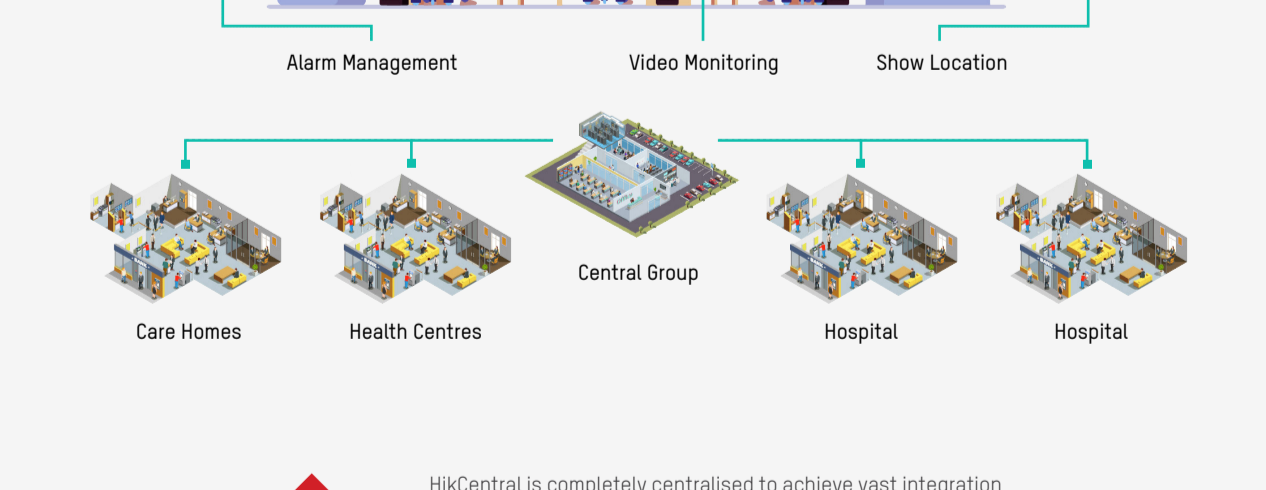 Alarm Management
Video Monitoring
Show Location
Central Group
Care Homes
Health Centres
Hospital
Hospital
HikCentral is completely centralised to achieve vast integration